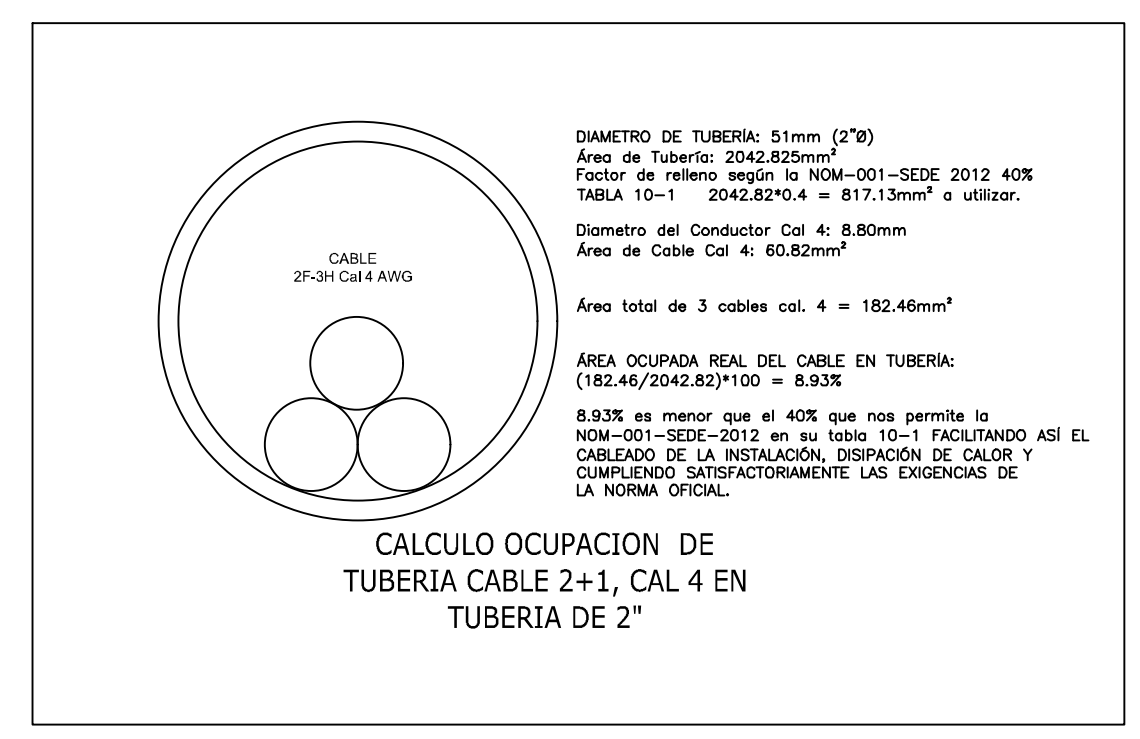 CABLE
2F-3H Cal 4 AWG
DIAMETRO DE TUBERÍA: 51mm (2"Ø)
Área de Tubería: 2042.825mm²
Factor de relleno según la NOM-001-SEDE 2012 40%
TABLA 10-1 2042.82*0.4 = 817.13mm² a utilizar.
Diametro del Conductor Cal 4: 8.80mm
Área de Cable Cal 4: 60.82mm²
Área total de 3 cables cal. 4 = 182.46mm²
ÁREA OCUPADA REAL DEL CABLE EN TUBERÍA:
(182.46/2042.82)*100 = 8.93%
8.93% es menor que el 40% que nos permite la
NOM-001-SEDE-2012 en su tabla 10-1 FACILITANDO ASÍ EL
CABLEADO DE LA INSTALACIÓN, DISIPACIÓN DE CALOR Y
CUMPLIENDO SATISFACTORIAMENTE LAS EXIGENCIAS DE
LA NORMA OFICIAL.
CALCULO OCUPACION DE
TUBERIA CABLE 2+1, CAL 4 EN
TUBERIA DE 2"